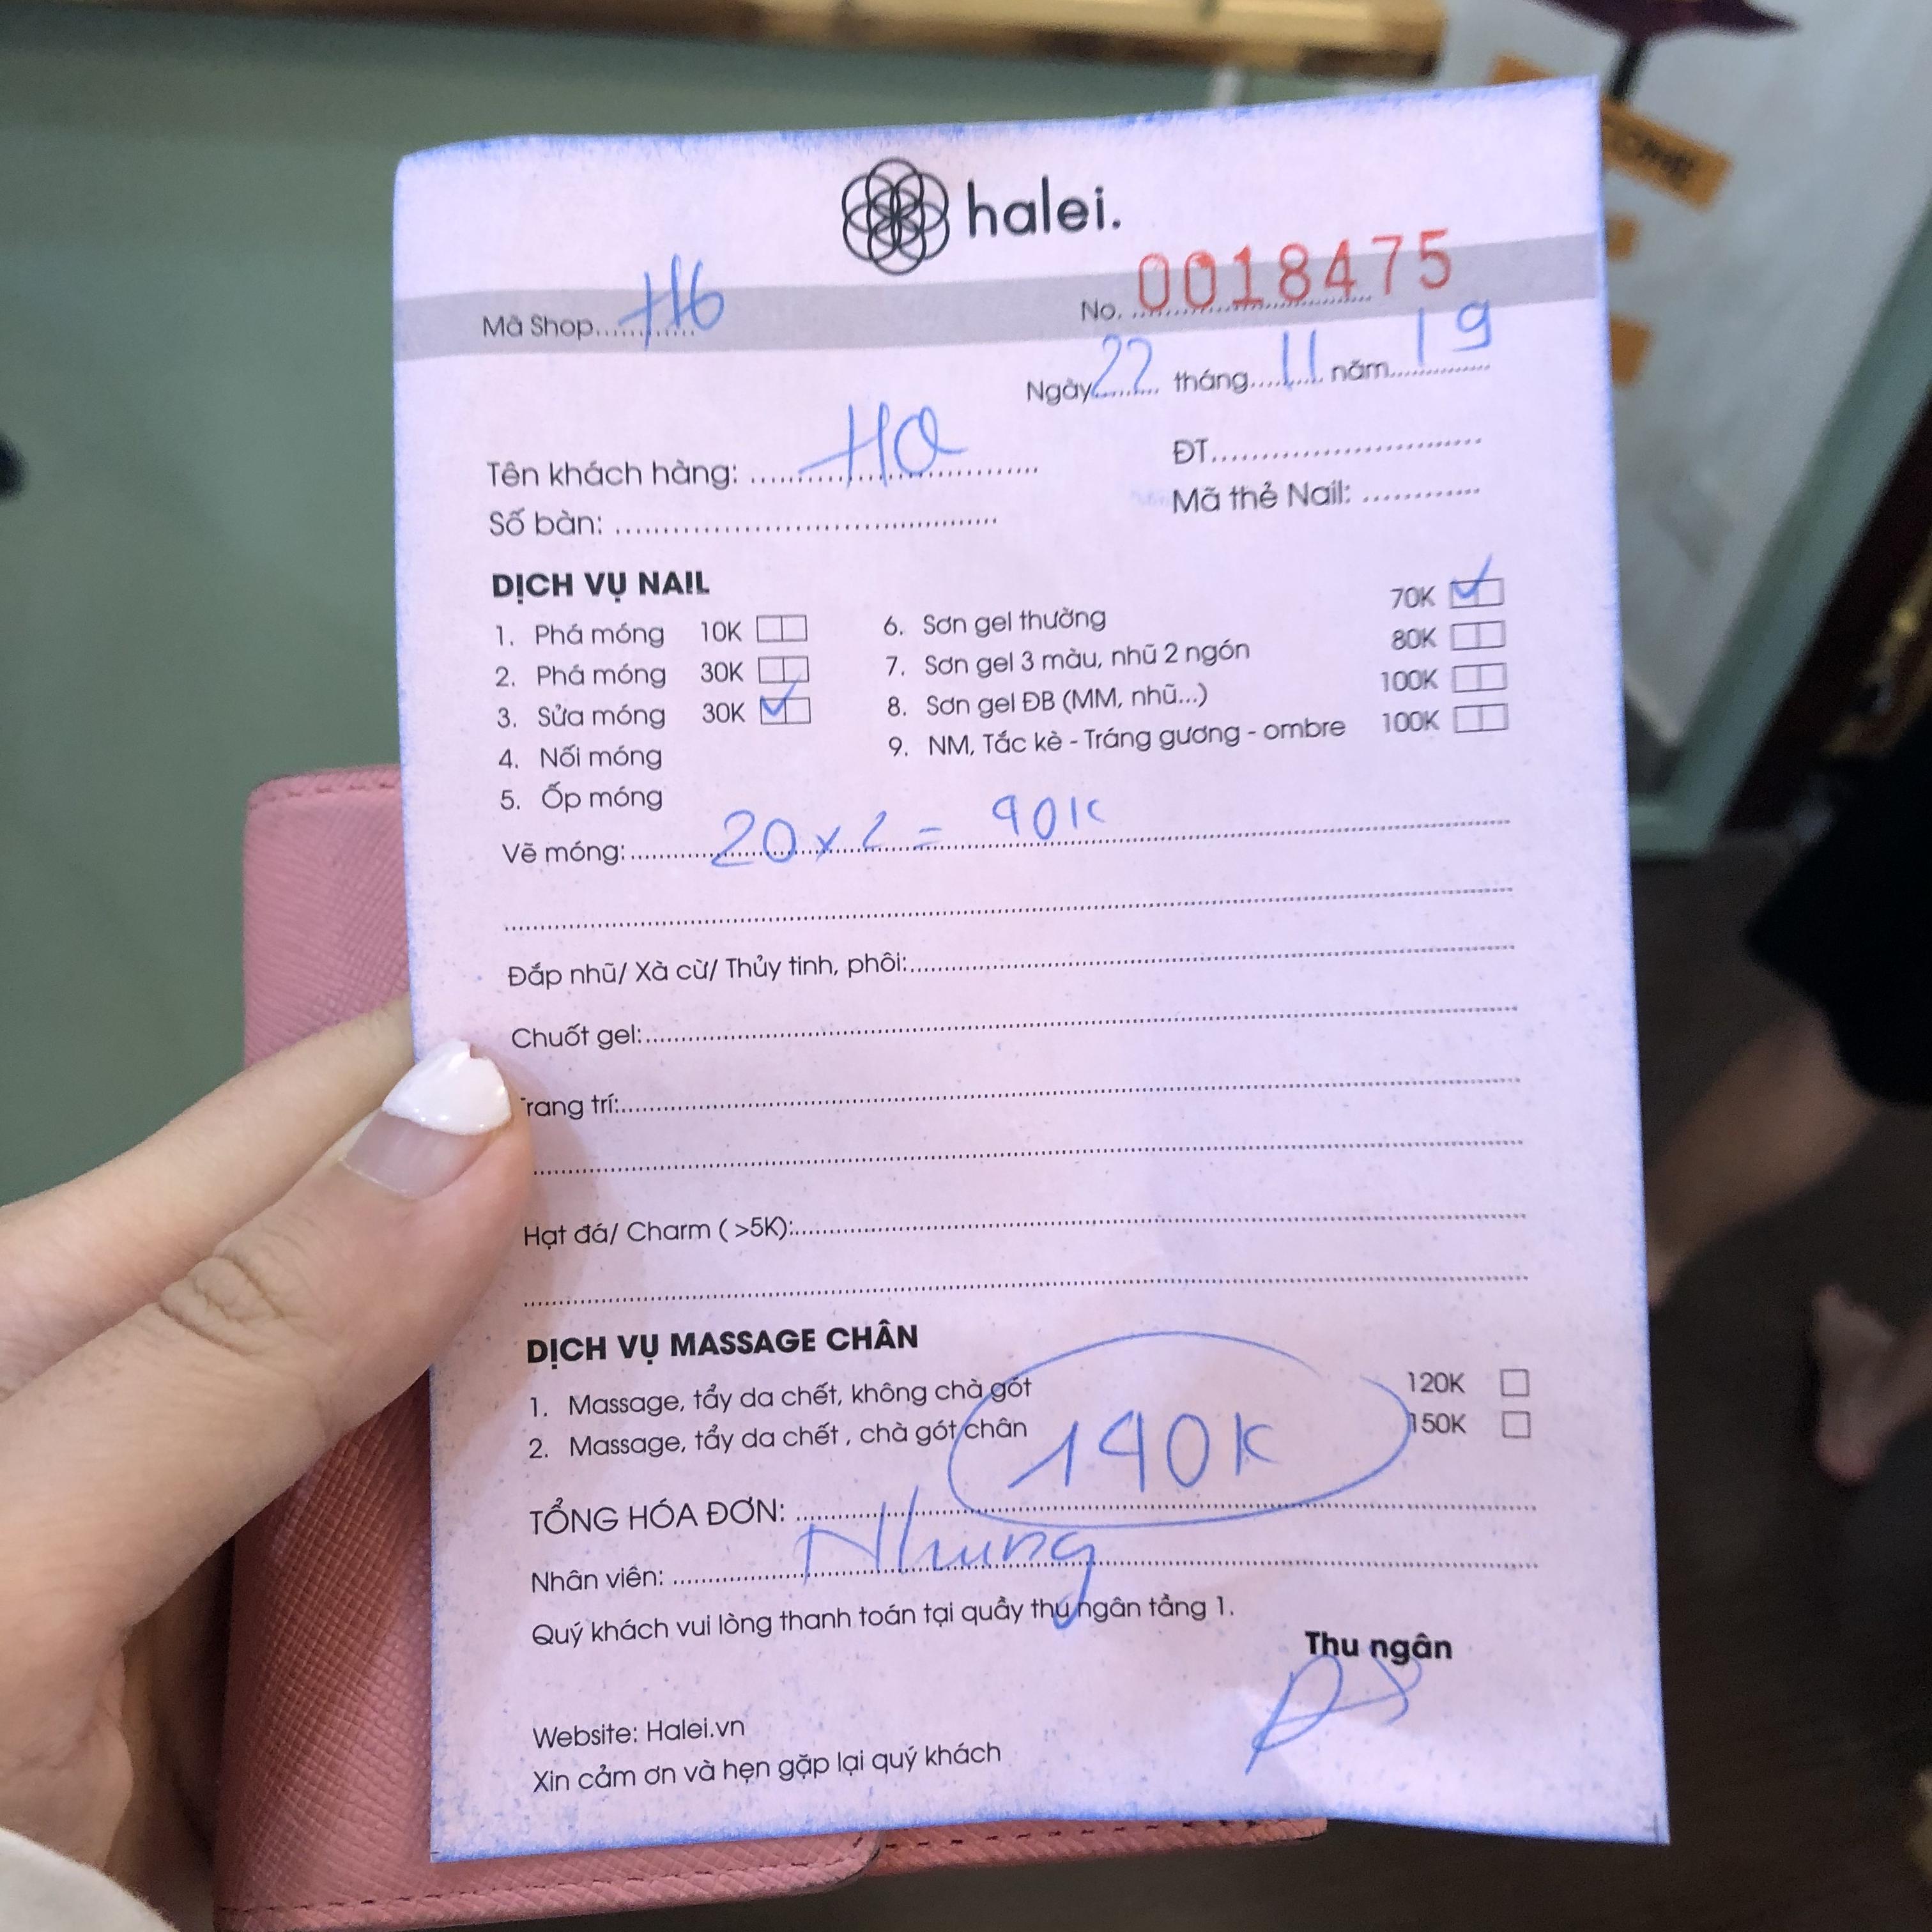 halei.
Mã Shop............ H6
No. 0018475
Ngày 22 tháng 11 năm 19
Tên khách hàng: Ha
ĐT
Số bàn:
Mã thẻ Nail:
DỊCH VỤ NAIL
1. Phá móng 10K
2. Phá móng 30K
3. Sửa móng 30K ✓
4. Nối móng
5. Ốp móng
6. Sơn gel thường 70K ✓
7. Sơn gel 3 màu, nhũ 2 ngón 80K
8. Sơn gel ĐB (MM, nhũ...) 100K
9. NM, Tắc kè - Tráng gương - ombre 100K
Vẽ móng: 20 x 2 = 40K
Đắp nhũ/ Xà cừ/ Thủy tinh, phôi:
Chuốt gel:
Trang trí:
Hạt đá/ Charm ( >5K):
DỊCH VỤ MASSAGE CHÂN
1. Massage, tẩy da chết, không chà gót 120K
2. Massage, tẩy da chết , chà gót chân 150K
TỔNG HÓA ĐƠN: 140K
Nhân viên: Nhung
Quý khách vui lòng thanh toán tại quầy thu ngân tầng 1.
Thu ngân
Website: Halei.vn
Xin cảm ơn và hẹn gặp lại quý khách